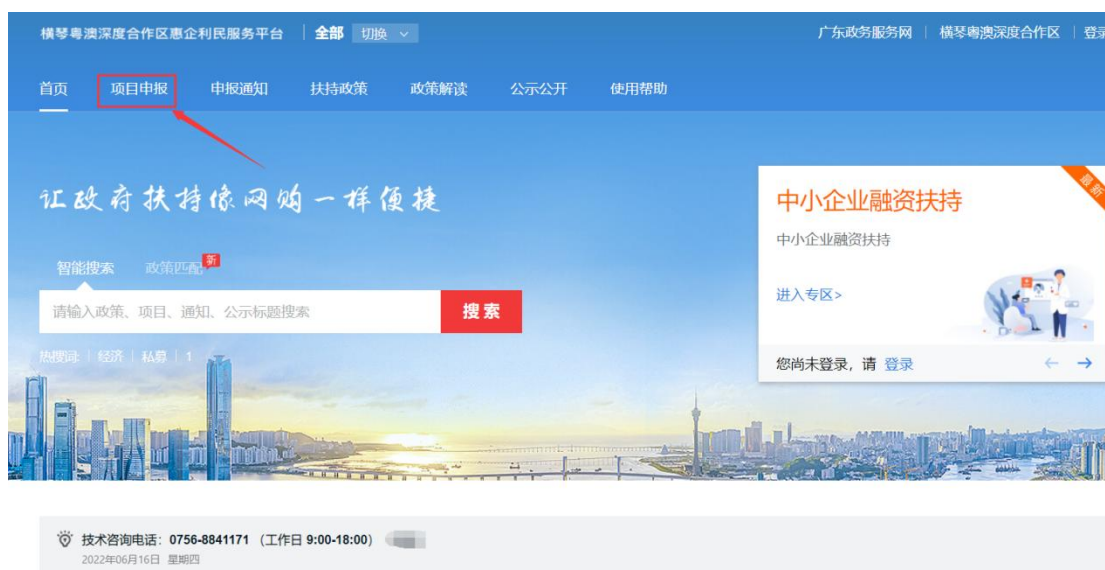 横琴粤澳深度合作区惠企利民服务平台 全部 切换 广东政务服务网 横琴粤澳深度合作区 登录
首页 项目申报 申报通知 扶持政策 政策解读 公示公开 使用帮助
让政府扶持像网购一样便捷
最新
中小企业融资扶持
中小企业融资扶持
智能搜索 政策匹配 新
进入专区>
请输入政策、项目、通知、公示标题搜索 搜索
热搜词: 经济 私募 1
您尚未登录，请 登录
技术咨询电话：0756-8841171 （工作日 9:00-18:00）
2022年06月16日 星期四